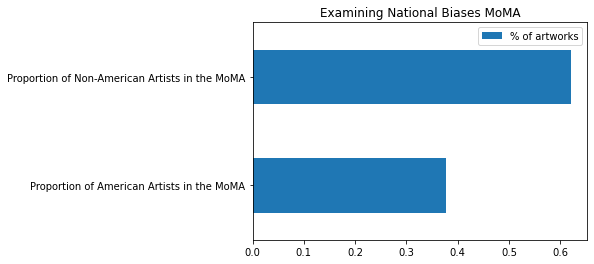 Examining National Biases MoMA
% of artworks
Proportion of Non-American Artists in the MoMA
Proportion of American Artists in the MoMA
0.0 0.1 0.2 0.3 0.4 0.5 0.6